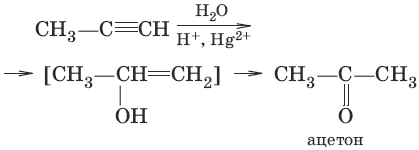 CH₃—C≡CH  H₂O
H⁺, Hg²⁺
→ [CH₃—CH=CH₂] → CH₃—C—CH₃
OH  O
ацетон